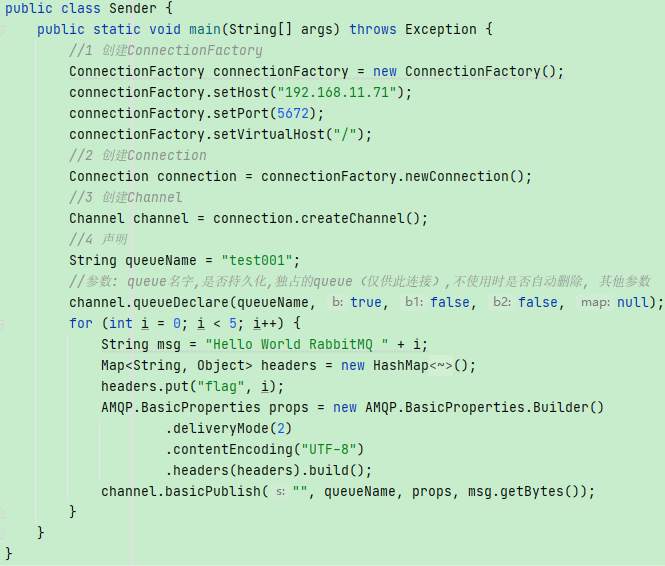 public class Sender {
    public static void main(String[] args) throws Exception {
        //1 创建ConnectionFactory
        ConnectionFactory connectionFactory = new ConnectionFactory();
        connectionFactory.setHost("192.168.11.71");
        connectionFactory.setPort(5672);
        connectionFactory.setVirtualHost("/");
        //2 创建Connection
        Connection connection = connectionFactory.newConnection();
        //3 创建Channel
        Channel channel = connection.createChannel();
        //4 声明
        String queueName = "test001";
        //参数: queue名字,是否持久化,独占的queue（仅供此连接）,不使用时是否自动删除, 其他参数
        channel.queueDeclare(queueName, b: true, b1: false, b2: false, map: null);
        for (int i = 0; i < 5; i++) {
            String msg = "Hello World RabbitMQ " + i;
            Map<String, Object> headers = new HashMap<~>();
            headers.put("flag", i);
            AMQP.BasicProperties props = new AMQP.BasicProperties.Builder()
                    .deliveryMode(2)
                    .contentEncoding("UTF-8")
                    .headers(headers).build();
            channel.basicPublish( s: "", queueName, props, msg.getBytes());
        }
    }
}